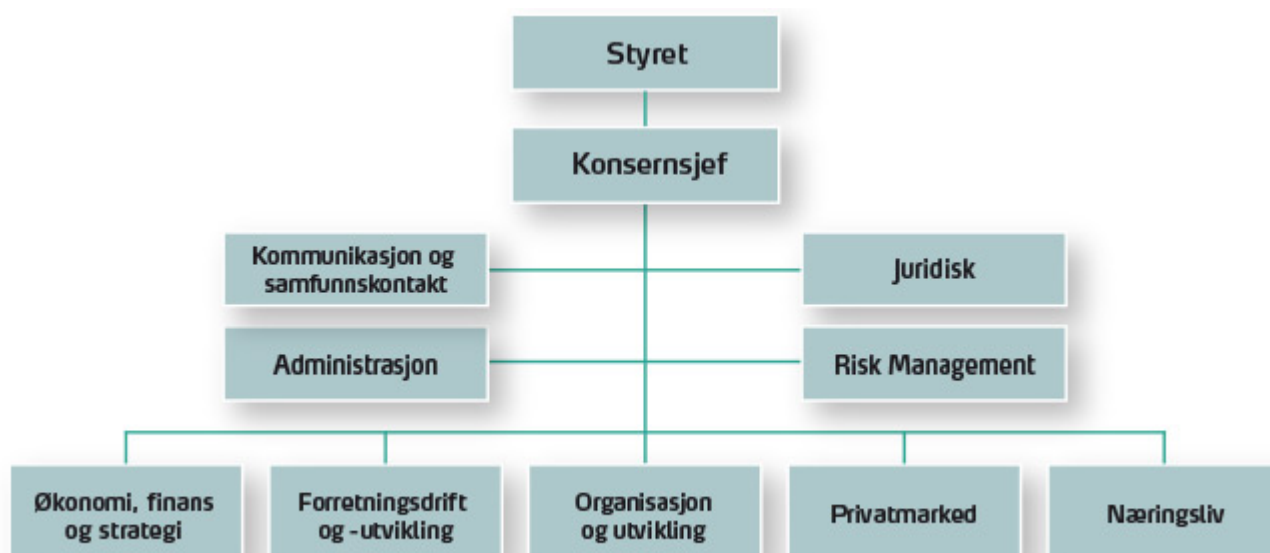 Styret
Konsernsjef
Kommunikasjon og
samfunnskontakt
Juridisk
Administrasjon
Risk Management
Økonomi, finans
og strategi
Forretningsdrift
og -utvikling
Organisasjon
og utvikling
Privatmarked
Næringsliv